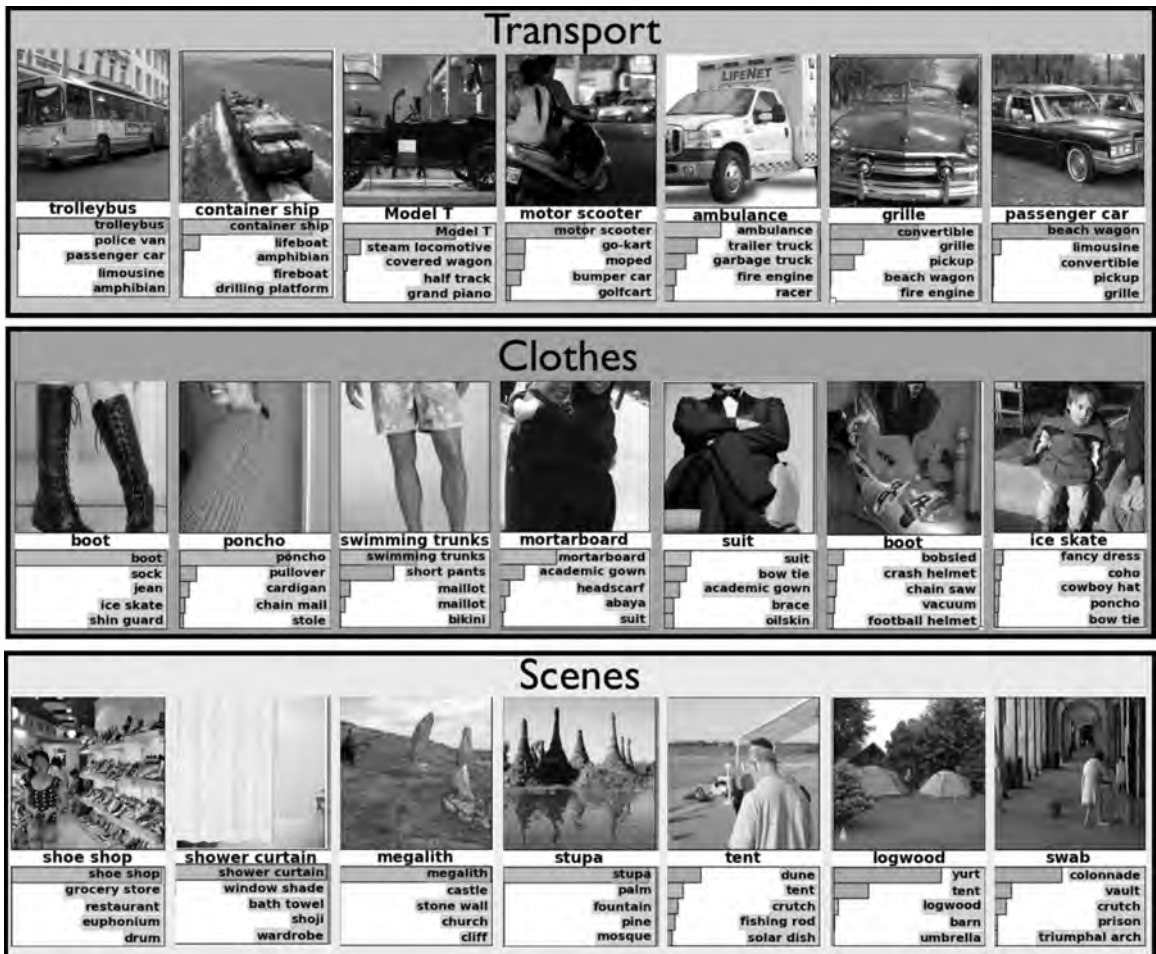 Transport
LIFENET
trolleybus
trolleybus
police van
passenger car
limousine
amphibian
container ship
container ship
lifeboat
amphibian
fireboat
drilling platform
Model T
Model T
steam locomotive
covered wagon
half track
grand piano
motor scooter
motor scooter
go-kart
moped
bumper car
golfcart
ambulance
ambulance
trailer truck
garbage truck
fire engine
racer
grille
convertible
grille
pickup
beach wagon
fire engine
passenger car
beach wagon
limousine
convertible
pickup
grille
Clothes
boot
boot
sock
jean
ice skate
shin guard
poncho
poncho
pullover
cardigan
chain mail
stole
swimming trunks
swimming trunks
short pants
maillot
maillot
bikini
mortarboard
mortarboard
academic gown
headscarf
abaya
suit
suit
suit
bow tie
academic gown
brace
oilskin
boot
bobsled
crash helmet
chain saw
vacuum
football helmet
ice skate
fancy dress
coho
cowboy hat
poncho
bow tie
Scenes
shoe shop
shoe shop
grocery store
restaurant
euphonium
drum
shower curtain
shower curtain
window shade
bath towel
shoji
wardrobe
megalith
megalith
castle
stone wall
church
cliff
stupa
stupa
palm
fountain
pine
mosque
tent
dune
tent
crutch
fishing rod
solar dish
logwood
yurt
tent
logwood
barn
umbrella
swab
colonnade
vault
crutch
prison
triumphal arch